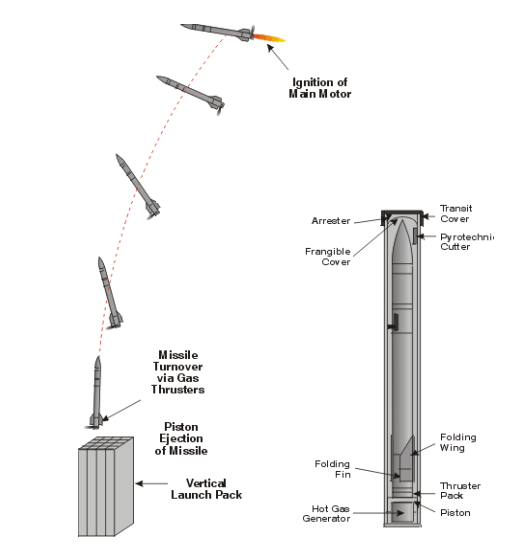 Ignition of
Main Motor
Missile
Turnover
via Gas
Thrusters
Piston
Ejection
of Missile
Vertical
Launch Pack
Transit
Cover
Arrester
Pyrotechnic
Cutter
Frangible
Cover
Folding
Wing
Folding
Fin
Thruster
Pack
Hot Gas
Generator
Piston